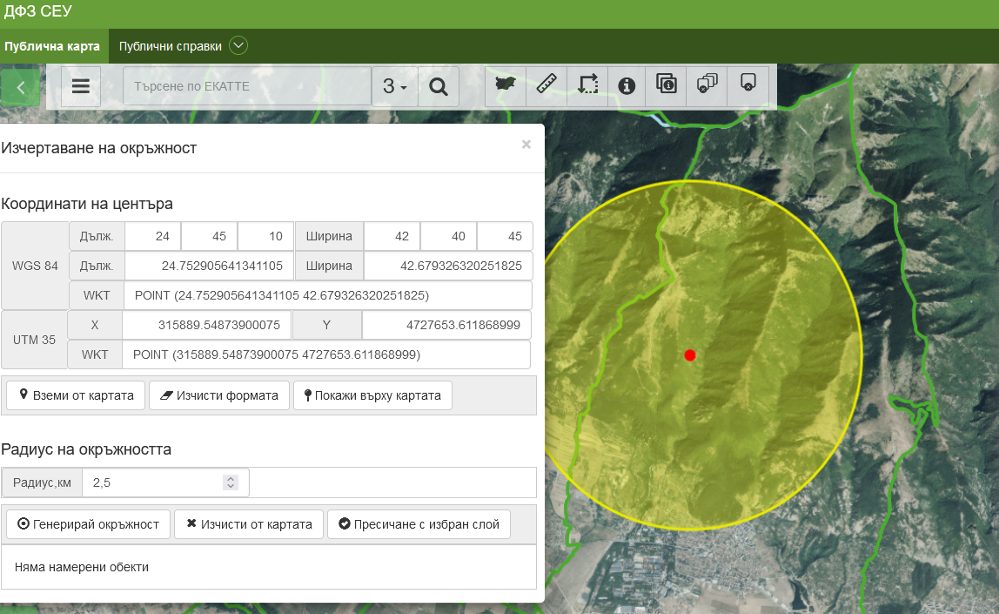 ДФЗ СЕУ
Публична карта Публични справки
Търсене по ЕКАТТЕ 3
Изчертаване на окръжност ×
Координати на центъра
WGS 84 Дълж. 24 45 10 Ширина 42 40 45
Дълж. 24.752905641341105 Ширина 42.679326320251825
WKT POINT (24.752905641341105 42.679326320251825)
UTM 35 X 315889.54873900075 Y 4727653.611868999
WKT POINT (315889.54873900075 4727653.611868999)
Вземи от картата Изчисти формата Покажи върху картата
Радиус на окръжността
Радиус,км 2,5
Генерирай окръжност Изчисти от картата Пресичане с избран слой
Няма намерени обекти